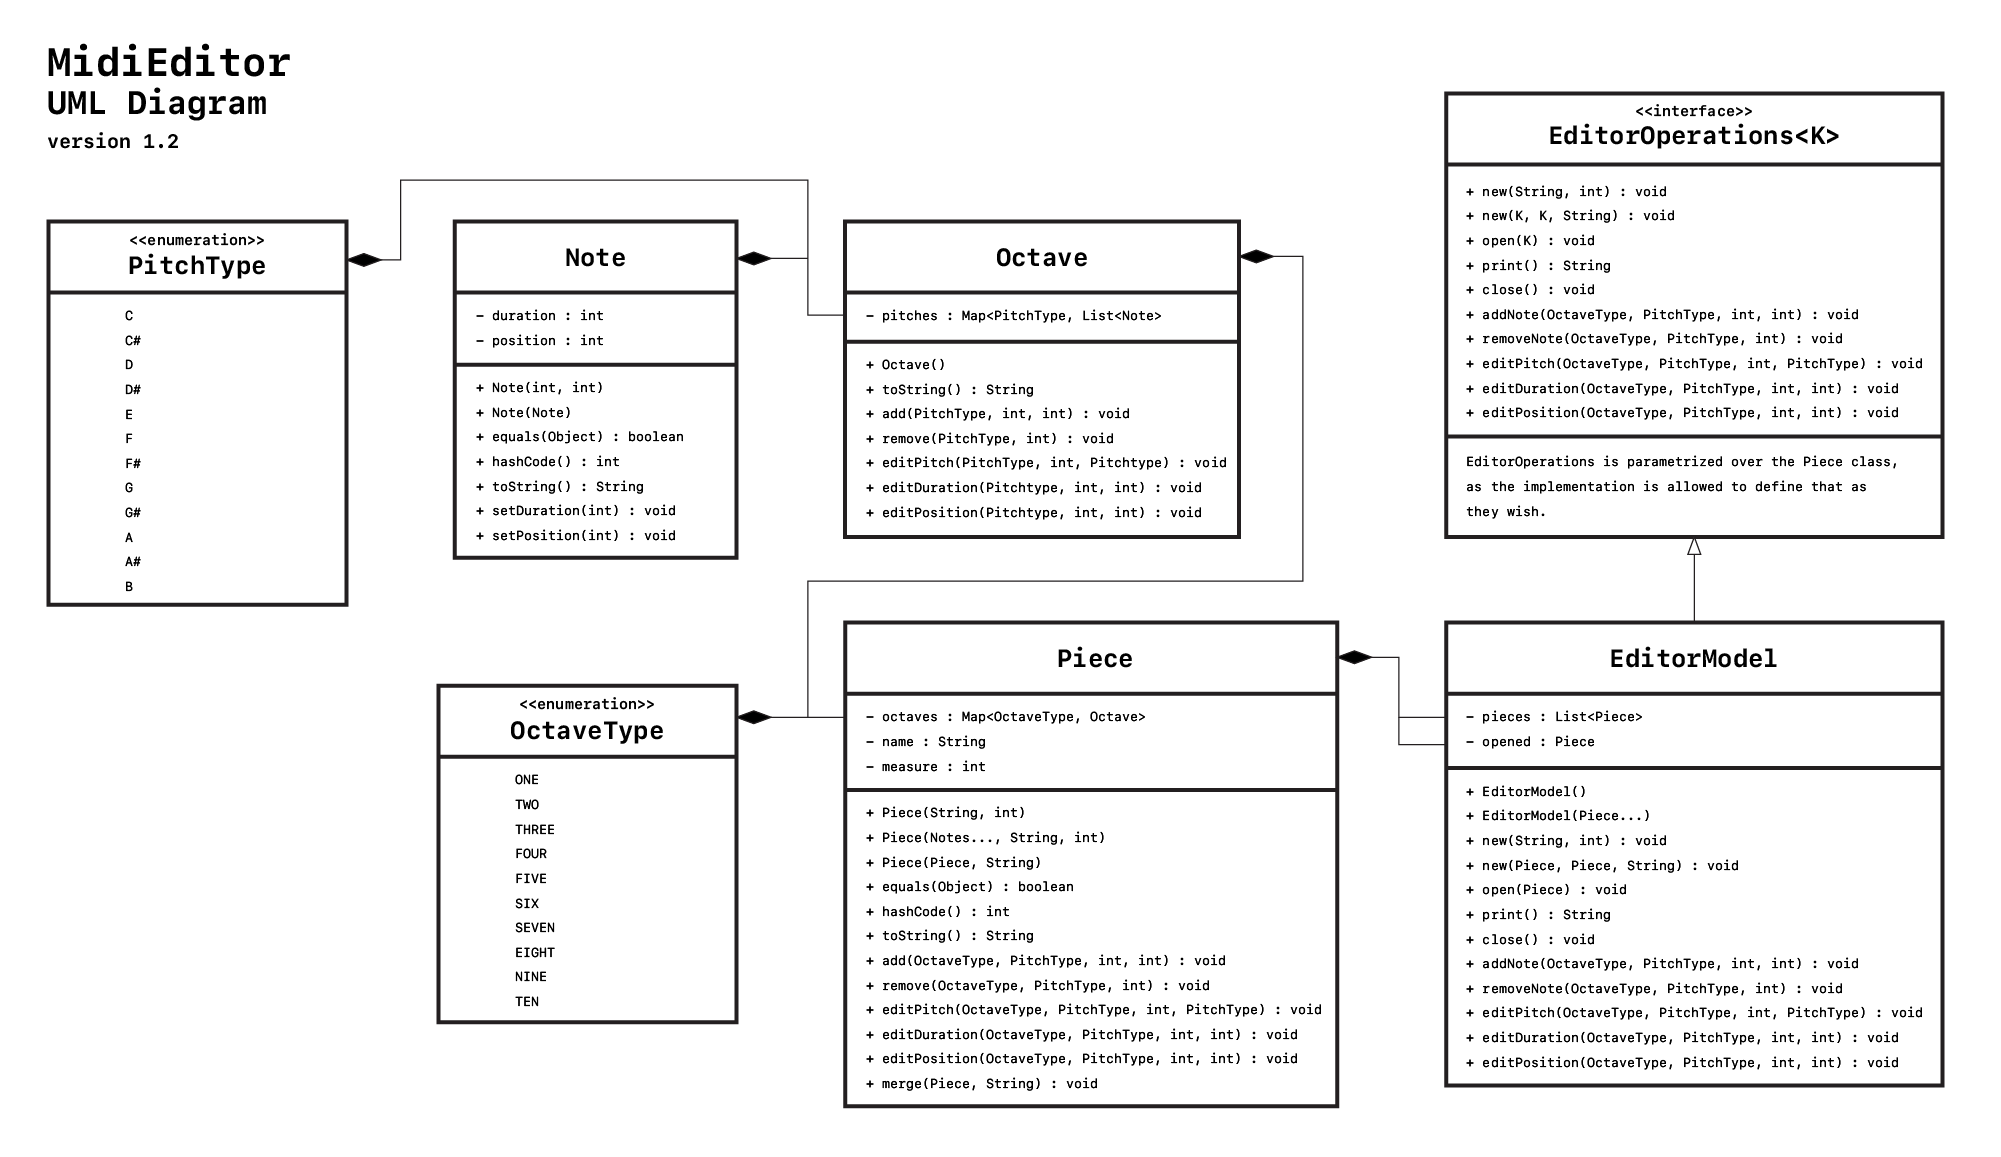 MidiEditor
UML Diagram
version 1.2
<<enumeration>>
PitchType
C
C#
D
D#
E
F
F#
G
G#
A
A#
B
Note
- duration : int
- position : int
+ Note(int, int)
+ Note(Note)
+ equals(Object) : boolean
+ hashCode() : int
+ toString() : String
+ setDuration(int) : void
+ setPosition(int) : void
Octave
- pitches : Map<PitchType, List<Note>
+ Octave()
+ toString() : String
+ add(PitchType, int, int) : void
+ remove(PitchType, int) : void
+ editPitch(PitchType, int, Pitchtype) : void
+ editDuration(Pitchtype, int, int) : void
+ editPosition(Pitchtype, int, int) : void
<<interface>>
EditorOperations<K>
+ new(String, int) : void
+ new(K, K, String) : void
+ open(K) : void
+ print() : String
+ close() : void
+ addNote(OctaveType, PitchType, int, int) : void
+ removeNote(OctaveType, PitchType, int) : void
+ editPitch(OctaveType, PitchType, int, PitchType) : void
+ editDuration(OctaveType, PitchType, int, int) : void
+ editPosition(OctaveType, PitchType, int, int) : void
EditorOperations is parametrized over the Piece class,
as the implementation is allowed to define that as
they wish.
<<enumeration>>
OctaveType
ONE
TWO
THREE
FOUR
FIVE
SIX
SEVEN
EIGHT
NINE
TEN
Piece
- octaves : Map<OctaveType, Octave>
- name : String
- measure : int
+ Piece(String, int)
+ Piece(Notes..., String, int)
+ Piece(Piece, String)
+ equals(Object) : boolean
+ hashCode() : int
+ toString() : String
+ add(OctaveType, PitchType, int, int) : void
+ remove(OctaveType, PitchType, int) : void
+ editPitch(OctaveType, PitchType, int, PitchType) : void
+ editDuration(OctaveType, PitchType, int, int) : void
+ editPosition(OctaveType, PitchType, int, int) : void
+ merge(Piece, String) : void
EditorModel
- pieces : List<Piece>
- opened : Piece
+ EditorModel()
+ EditorModel(Piece...)
+ new(String, int) : void
+ new(Piece, Piece, String) : void
+ open(Piece) : void
+ print() : String
+ close() : void
+ addNote(OctaveType, PitchType, int, int) : void
+ removeNote(OctaveType, PitchType, int) : void
+ editPitch(OctaveType, PitchType, int, PitchType) : void
+ editDuration(OctaveType, PitchType, int, int) : void
+ editPosition(OctaveType, PitchType, int, int) : void